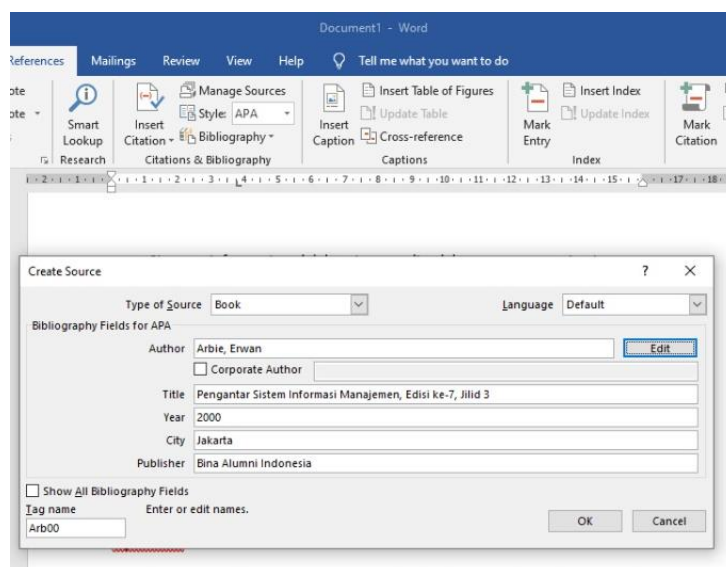 Document1 - Word
References Mailings Review View Help Tell me what you want to do
Smart Lookup
Research
Insert Citation
Manage Sources
Style: APA
Bibliography
Citations & Bibliography
Insert Caption
Insert Table of Figures
Update Table
Cross-reference
Captions
Mark Entry
Insert Index
Update Index
Index
Mark Citation
Create Source ? X
Type of Source Book Language Default
Bibliography Fields for APA
Author Arbie, Erwan Edit
Corporate Author
Title Pengantar Sistem Informasi Manajemen, Edisi ke-7, Jilid 3
Year 2000
City Jakarta
Publisher Bina Alumni Indonesia
Show All Bibliography Fields
Tag name Enter or edit names.
Arb00 OK Cancel